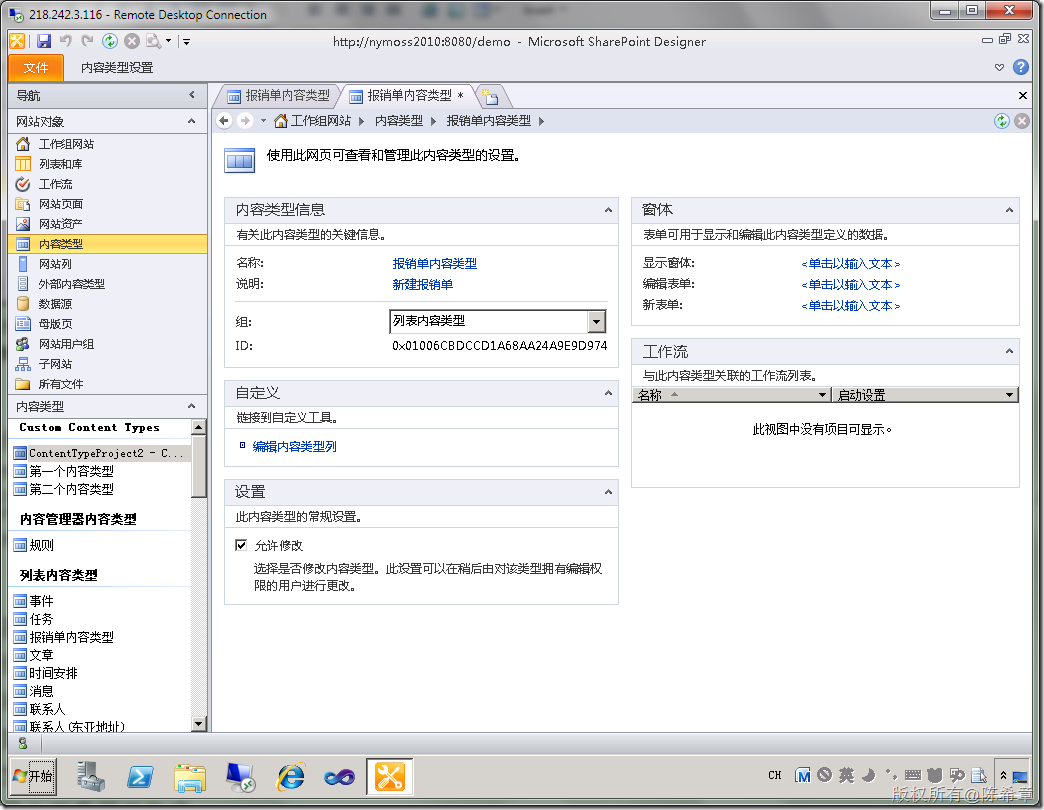 218.242.3.116 - Remote Desktop Connection
http://nymoss2010:8080/demo - Microsoft SharePoint Designer
文件 内容类型设置
导航
网站对象
工作组网站
列表和库
工作流
网站页面
网站资产
内容类型
网站列
外部内容类型
数据源
母版页
网站用户组
子网站
所有文件
内容类型
Custom Content Types
ContentTypeProject2 - C...
第一个内容类型
第二个内容类型
内容管理器内容类型
规则
列表内容类型
事件
任务
报销单内容类型
文章
时间安排
消息
联系人
联系人(东亚地址)
报销单内容类型 报销单内容类型 *
工作组网站 内容类型 报销单内容类型
使用此网页可查看和管理此内容类型的设置。
内容类型信息
有关此内容类型的关键信息。
名称: 报销单内容类型
说明: 新建报销单
组: 列表内容类型
ID: 0x01006CBDCCD1A68AA24A9E9D974
自定义
链接到自定义工具。
编辑内容类型列
设置
此内容类型的常规设置。
允许修改
选择是否修改内容类型。此设置可以在稍后由对该类型拥有编辑权
限的用户进行更改。
窗体
表单可用于显示和编辑此内容类型定义的数据。
显示窗体: <单击以输入文本>
编辑表单: <单击以输入文本>
新表单: <单击以输入文本>
工作流
与此内容类型关联的工作流列表。
名称 启动设置
此视图中没有项目可显示。
开始
CH M 英
版权所有@陈希章